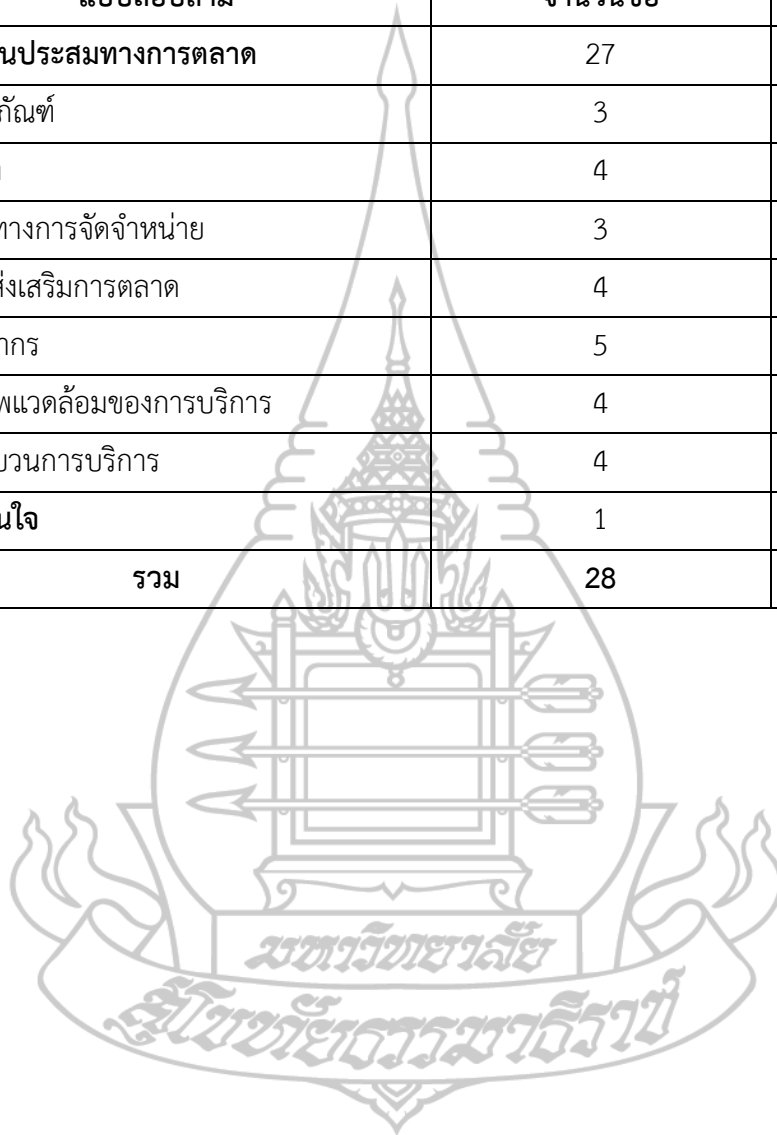 แบบสอบถาม จำนวนข้อ
นประสมทางการตลาด 27
ภัณฑ์ 3
4
ทางการจัดจำหน่าย 3
ส่งเสริมการตลาด 4
ากร 5
พแวดล้อมของการบริการ 4
บวนการบริการ 4
นใจ 1
รวม 28
มหาวิทยาลัย
สุโขทัยธรรมาธิราช